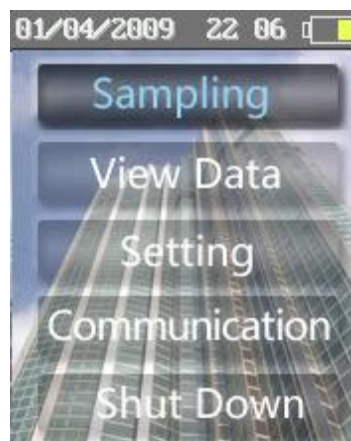 01/04/2009 22 06
Sampling
View Data
Setting
Communication
Shut Down